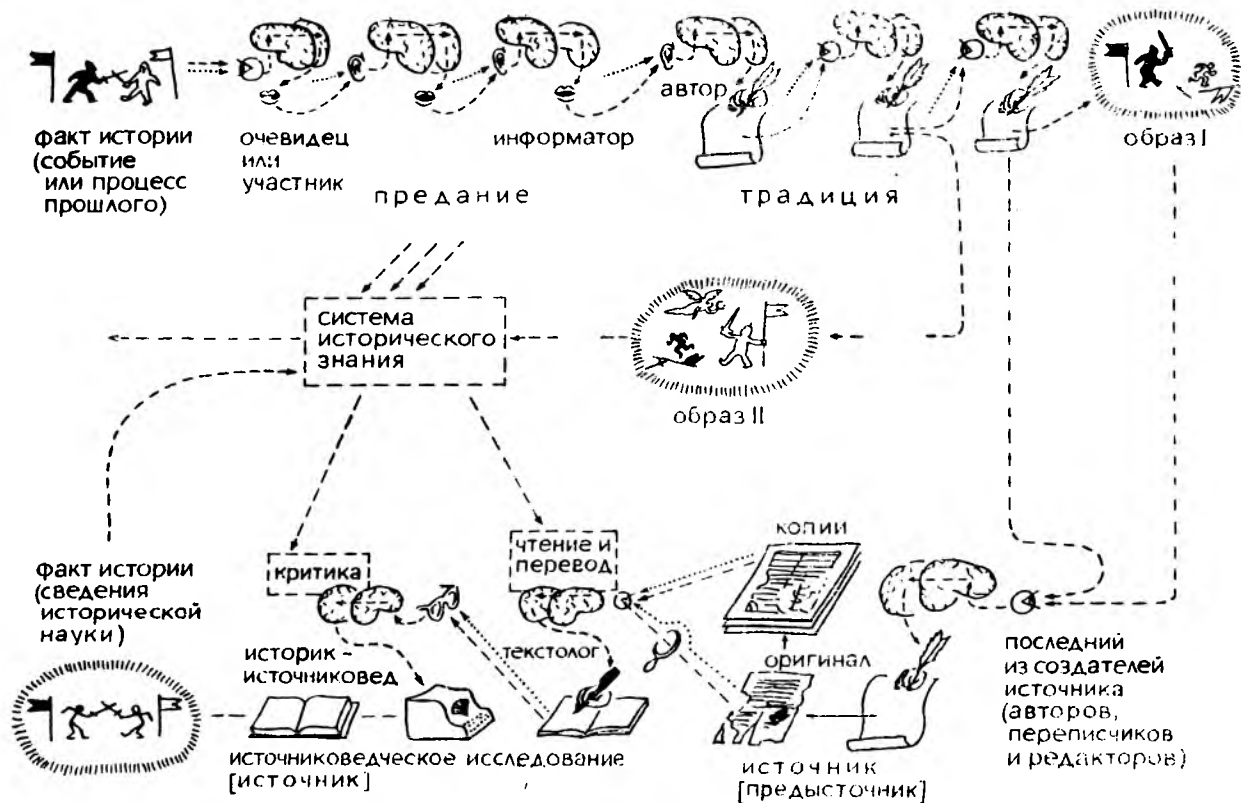 факт истории
(событие
или процесс
прошлого)
очевидец
или
участник
предание
информатор
автор
традиция
образ I
система
исторического
знания
образ II
факт истории
(сведения
исторической
науки)
критика
историк –
источниковед
чтение и
перевод
текстолог
копии
оригинал
последний
из создателей
источника
(авторов,
переписчиков
и редакторов)
источниковедческое исследование
[источник]
источник
[предысточник]